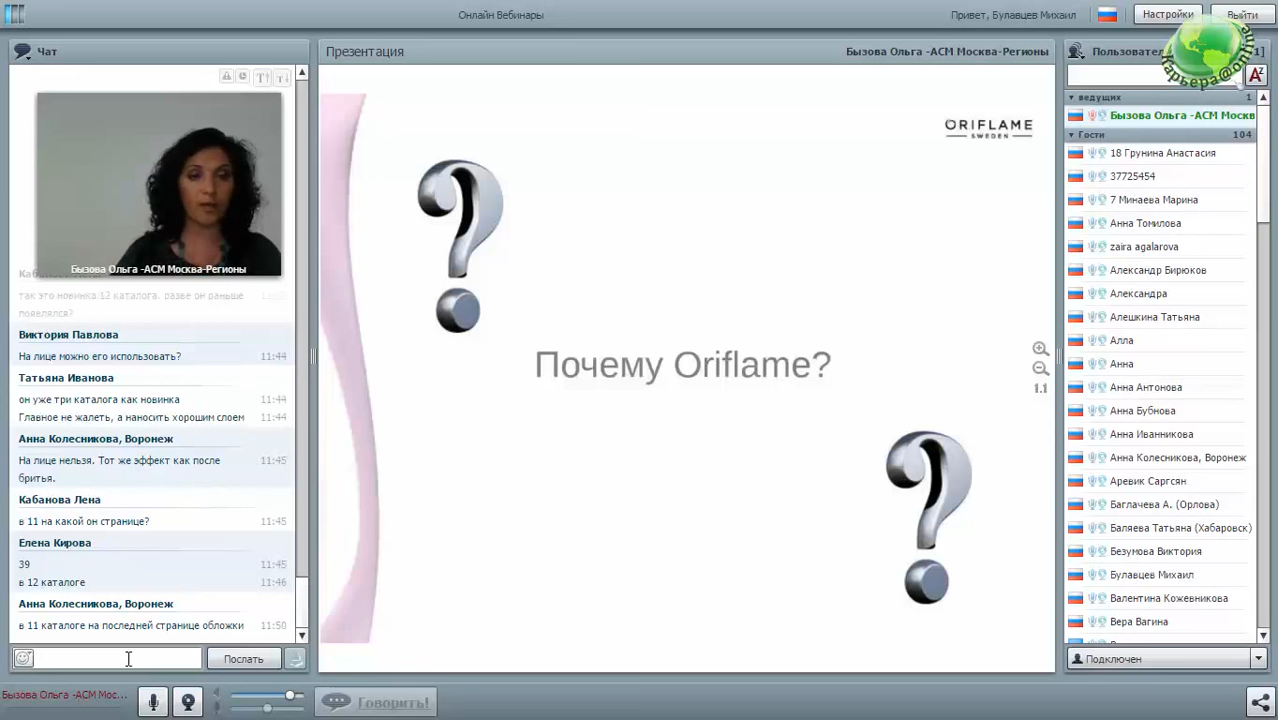 Онлайн Вебинары
Привет, Булавцев Михаил
Настройки
Выйти
Чат
Бызова Ольга -АСМ Москва-Регионы
так это новинка 12 каталога. разве он раньше
появлялся?
Виктория Павлова
На лице можно его использовать? 11:44
Татьяна Иванова
он уже три каталога как новинка 11:44
Главное не жалеть, а наносить хорошим слоем 11:44
Анна Колесникова, Воронеж
На лице нельзя. Тот же эффект как после 11:45
бритья.
Кабанова Лена
в 11 на какой он странице? 11:45
Елена Кирова
39 11:45
в 12 каталоге 11:46
Анна Колесникова, Воронеж
в 11 каталоге на последней странице обложки 11:50
Послать
Презентация
Бызова Ольга -АСМ Москва-Регионы
ORIFLAME
SWEDEN
Почему Oriflame?
1.1
Пользовател
Карьера@online
1]
AZ
ведущих 1
Бызова Ольга -АСМ Москв
Гости 104
18 Грунина Анастасия
37725454
7 Минаева Марина
Анна Томилова
zaira agalarova
Александр Бирюков
Александра
Алешкина Татьяна
Алла
Анна
Анна Антонова
Анна Бубнова
Анна Иванникова
Анна Колесникова, Воронеж
Аревик Саргсян
Баглачева А. (Орлова)
Баляева Татьяна (Хабаровск)
Безумова Виктория
Булавцев Михаил
Валентина Кожевникова
Вера Вагина
Подключен
Бызова Ольга -АСМ Мос...
Говорить!